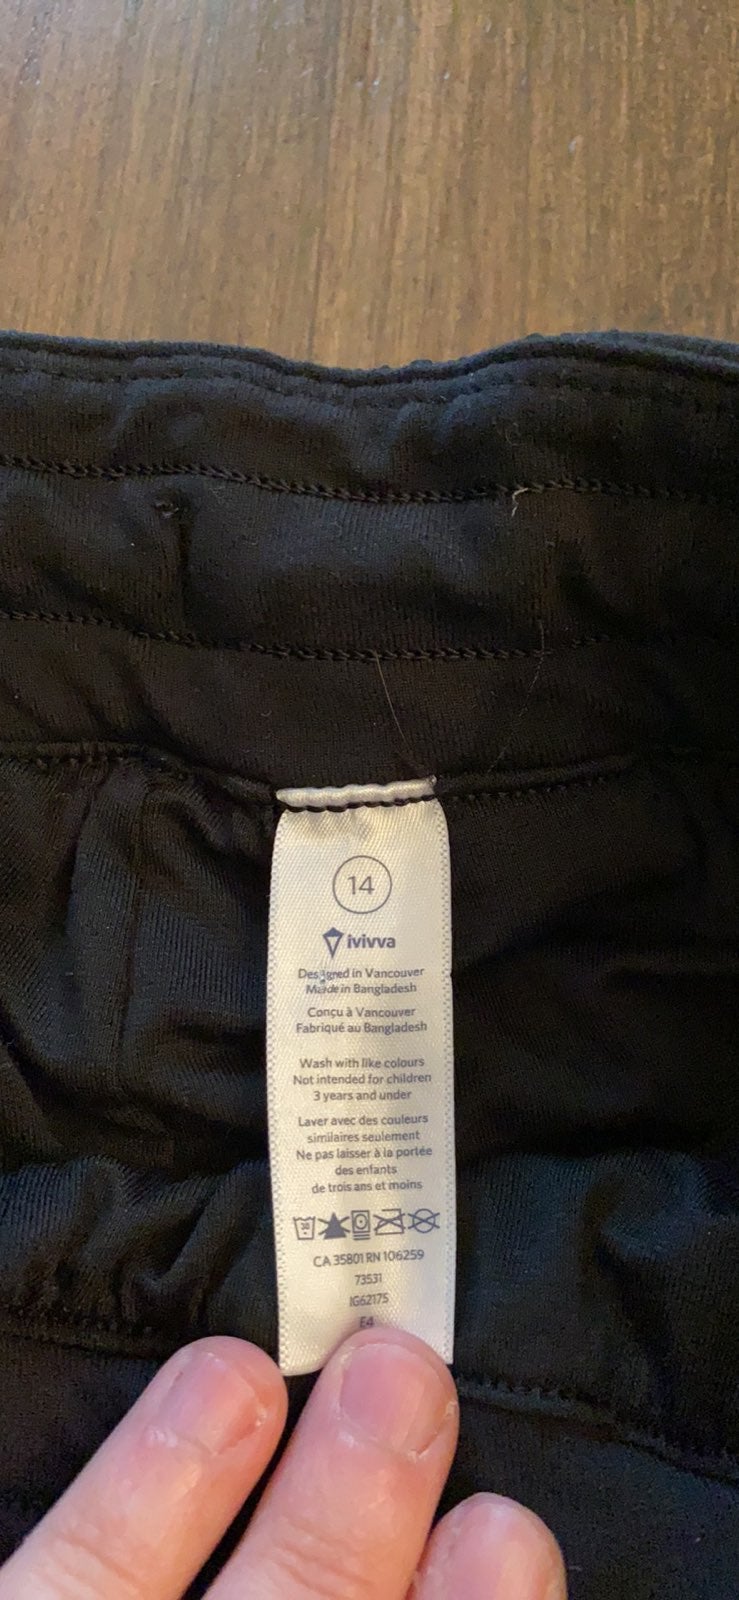 14
ivivva
Designed in Vancouver
Made in Bangladesh
Conçu à Vancouver
Fabriqué au Bangladesh
Wash with like colours
Not intended for children
3 years and under
Laver avec des couleurs
similaires seulement
Ne pas laisser à la portée
des enfants
de trois ans et moins
30
CA 35801 RN 106259
73531
IG62175
E4